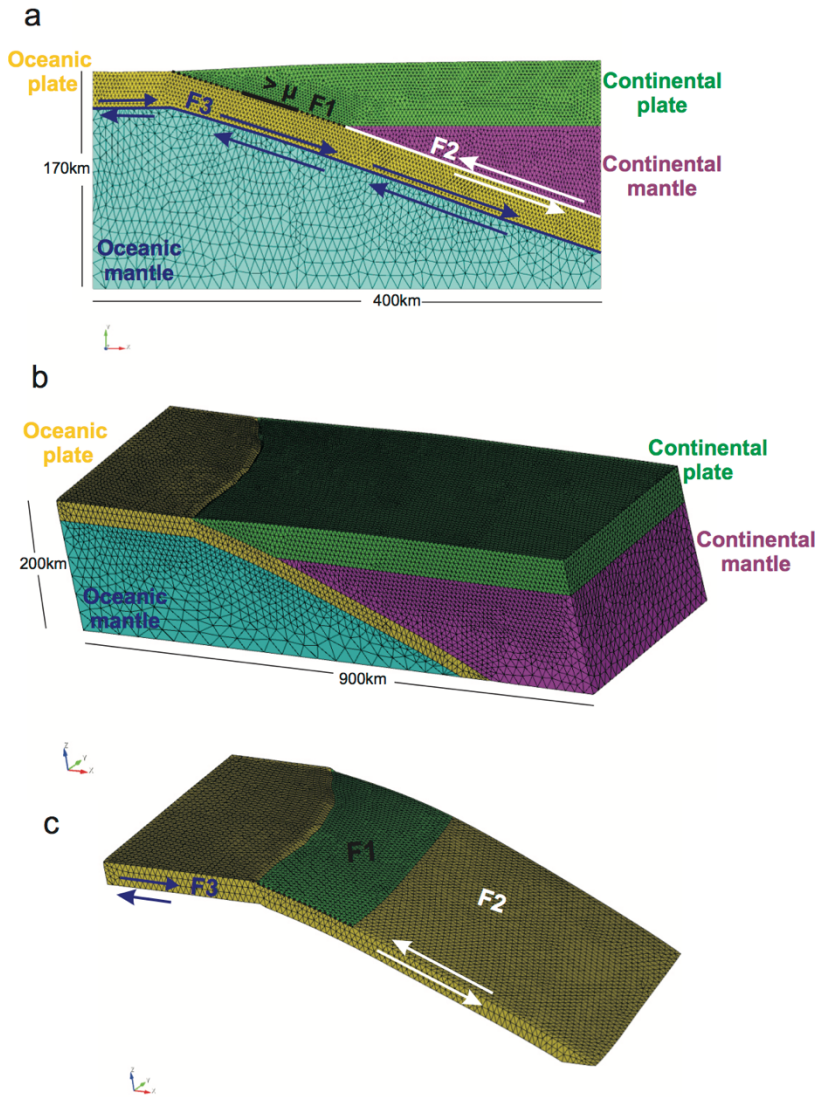 a
Oceanic
plate
> μ F1
Continental
plate
F3
F2
170km
Continental
mantle
Oceanic
mantle
400km
Y
Z X
b
Oceanic
plate
Continental
plate
200km
Oceanic
mantle
Continental
mantle
900km
Z
Y
X
c
F1
F3
F2
Z
Y
X